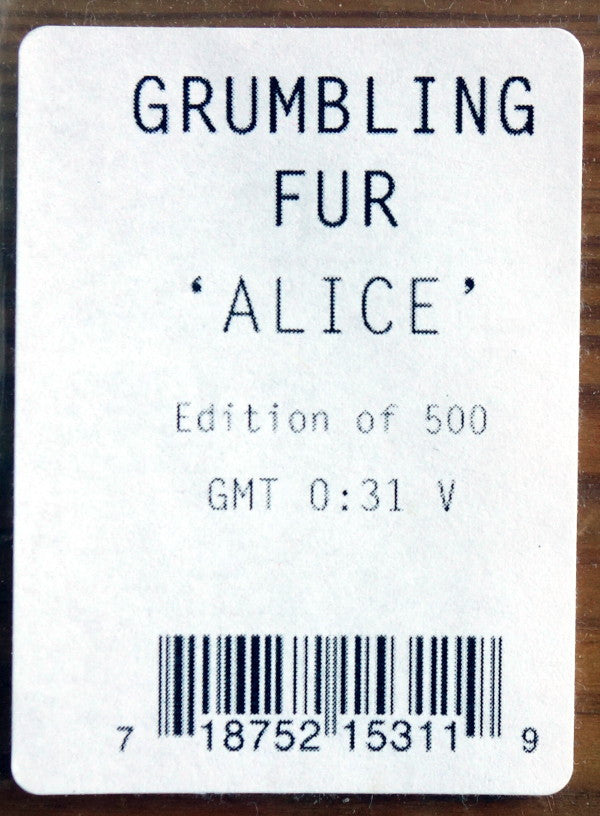 GRUMBLING
FUR
‘ALICE’
Edition of 500
GMT 0:31 V
7 18752 15311 9